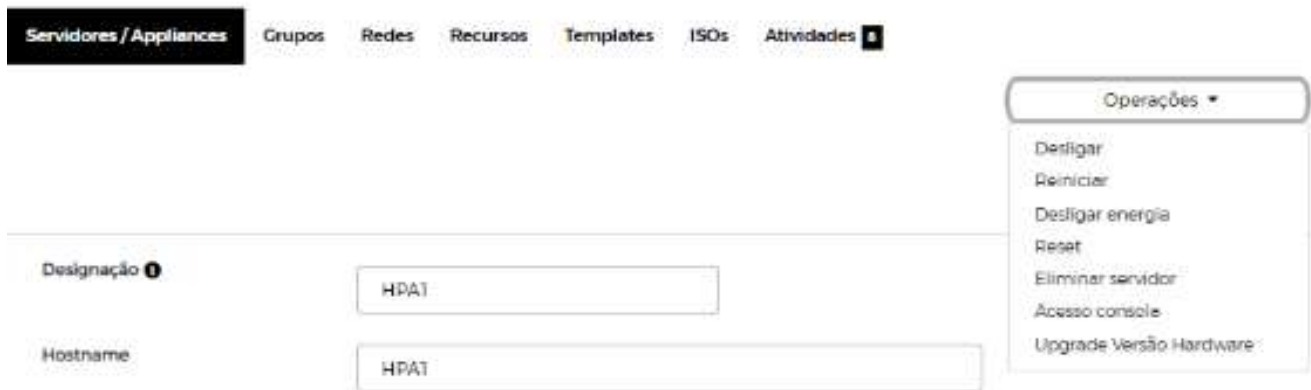 Servidores / Appliances Grupos Redes Recursos Templates ISOs Atividades
Operações
Desligar
Reiniciar
Desligar energia
Reset
Eliminar servidor
Acesso consola
Upgrade Versão Hardware
Designação
HPA1
Hostname
HPA1